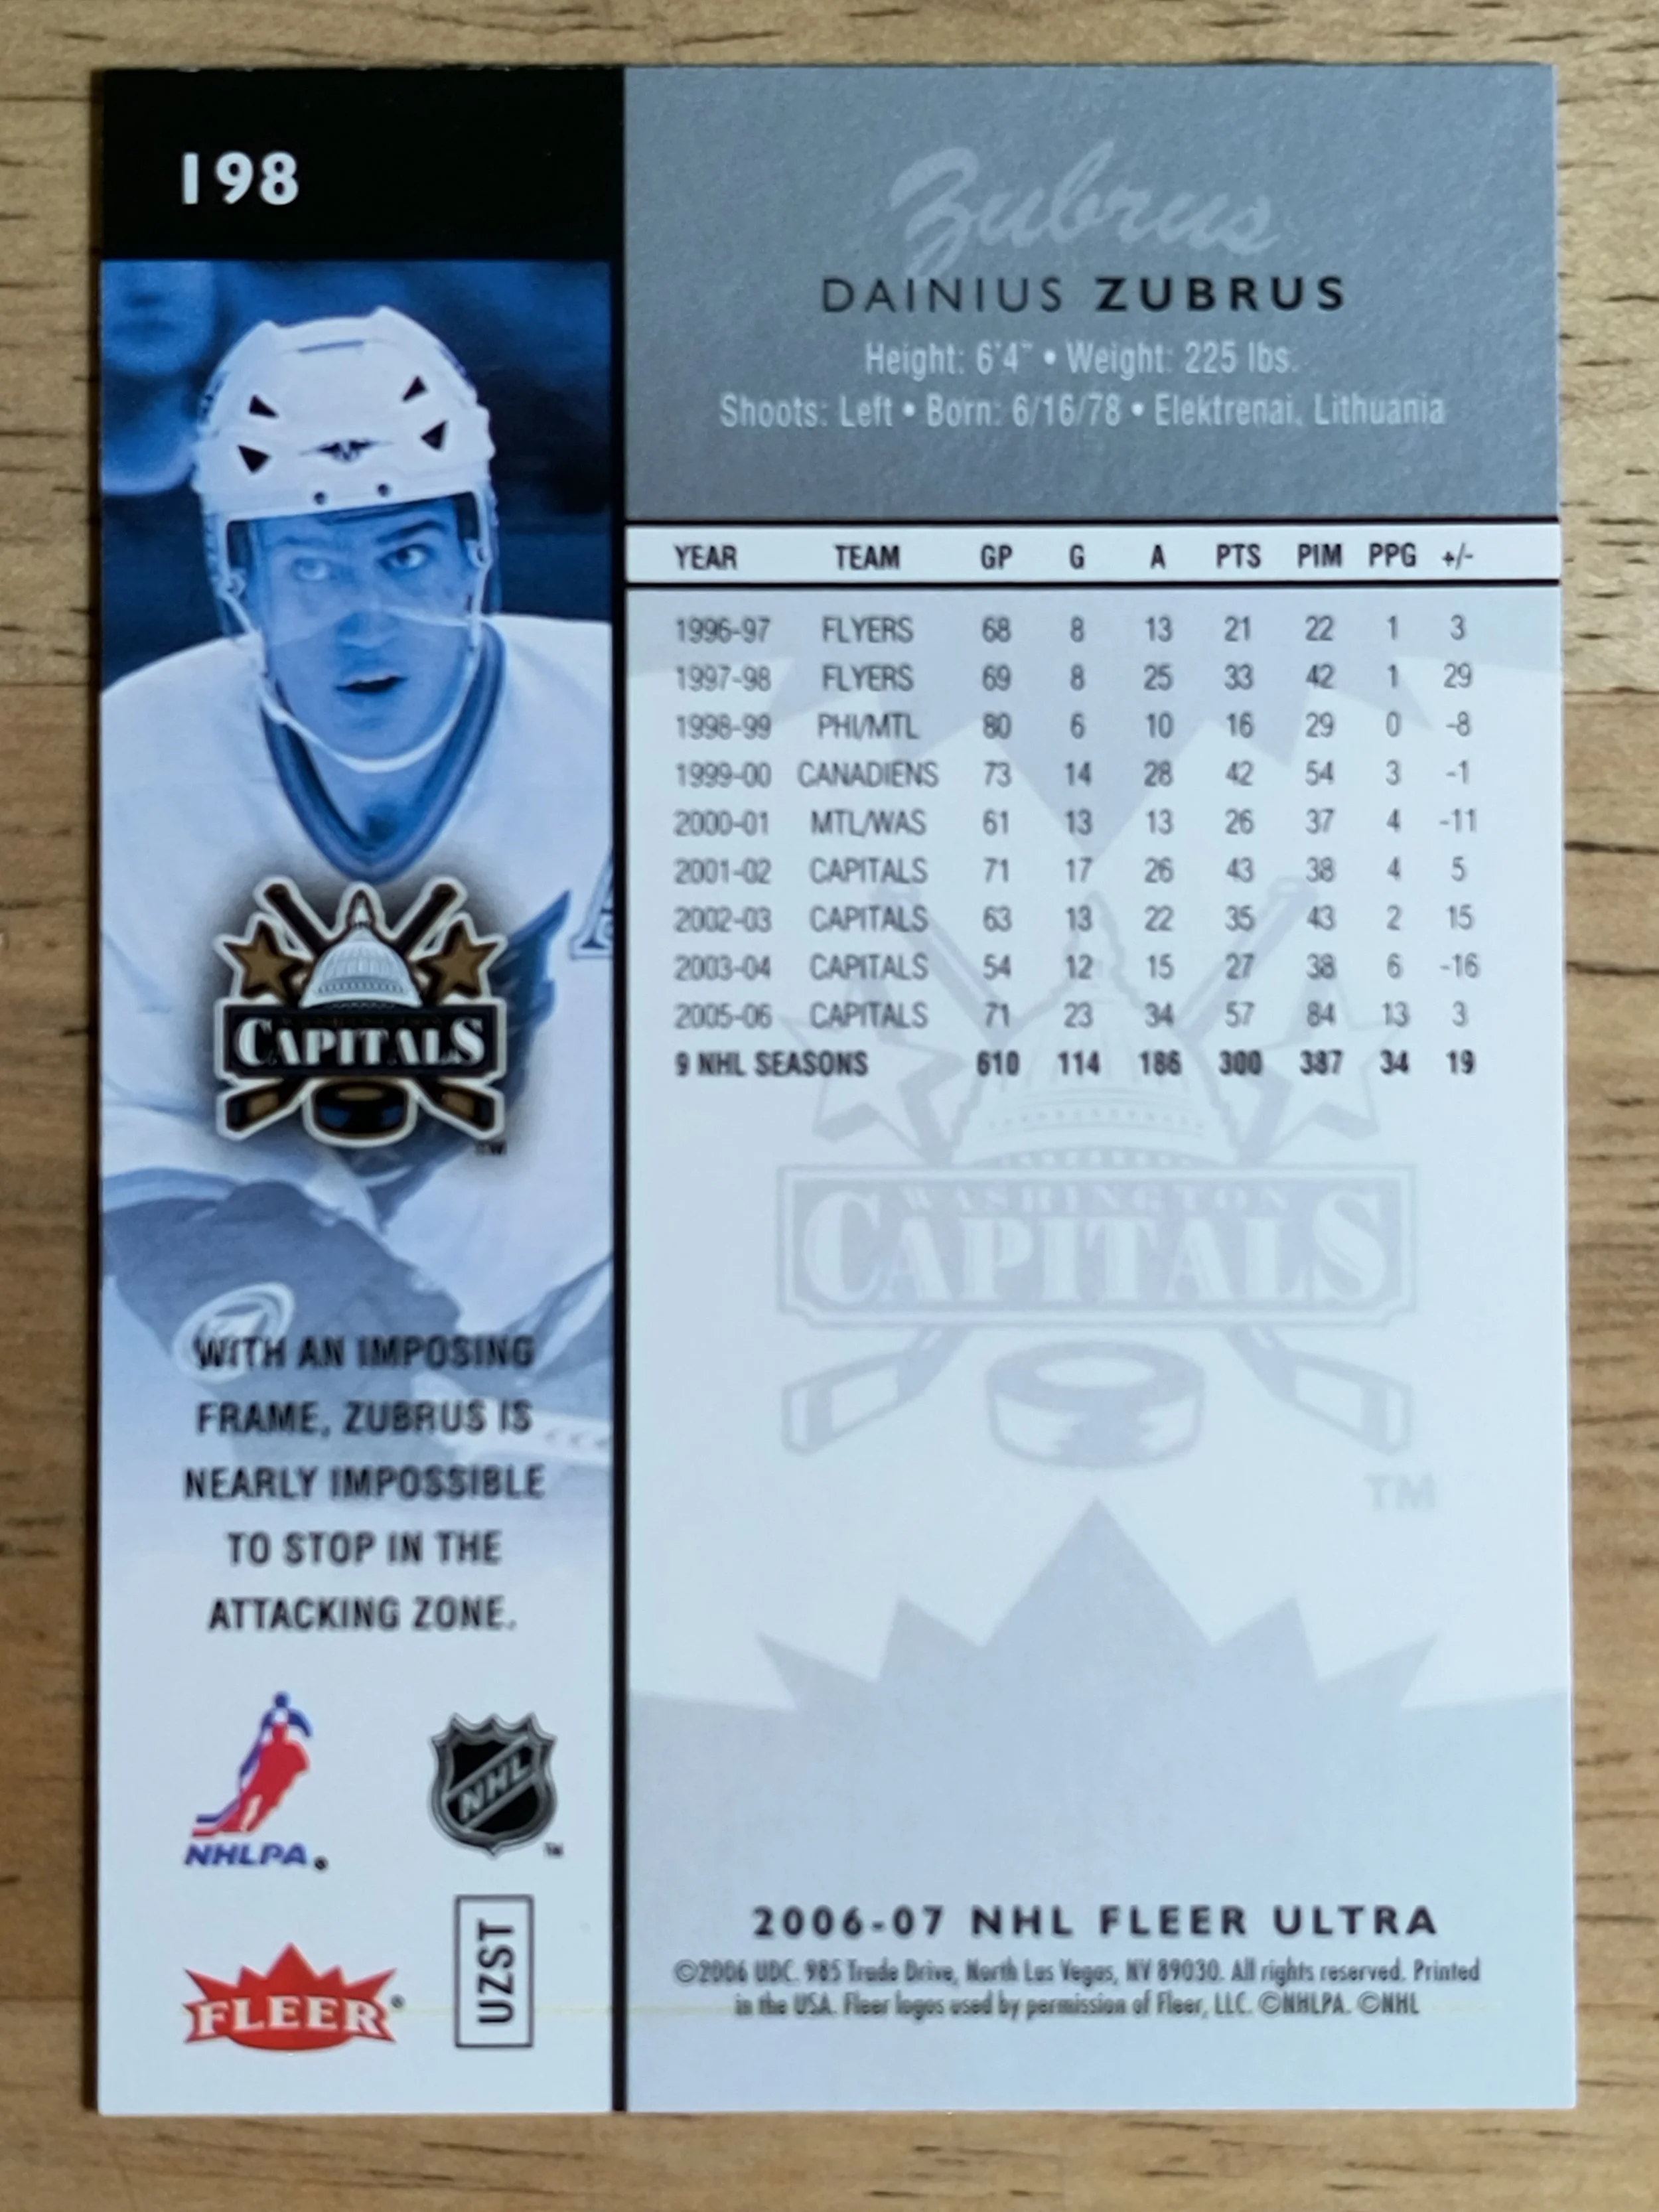 198
Zubrus
DAINIUS ZUBRUS
Height: 6'4" • Weight: 225 lbs.
Shoots: Left • Born: 6/16/78 • Elektrenai, Lithuania
YEAR TEAM GP G A PTS PIM PPG +/-
1996-97 FLYERS 68 8 13 21 22 1 3
1997-98 FLYERS 69 8 25 33 42 1 29
1998-99 PHI/MTL 80 6 10 16 29 0 -8
1999-00 CANADIENS 73 14 28 42 54 3 -1
2000-01 MTL/WAS 61 13 13 26 37 4 -11
2001-02 CAPITALS 71 17 26 43 38 4 5
2002-03 CAPITALS 63 13 22 35 43 2 15
2003-04 CAPITALS 54 12 15 27 38 6 -16
2005-06 CAPITALS 71 23 34 57 84 13 3
9 NHL SEASONS 610 114 186 300 387 34 19
WASHINGTON
CAPITALS
TM
A
CAPITALS
TM
WITH AN IMPOSING
FRAME, ZUBRUS IS
NEARLY IMPOSSIBLE
TO STOP IN THE
ATTACKING ZONE.
NHLPA®
NHL
TM
FLEER®
UZST
2006-07 NHL FLEER ULTRA
©2006 UDC. 985 Trade Drive, North Las Vegas, NV 89030. All rights reserved. Printed
in the USA. Fleer logos used by permission of Fleer, LLC. ©NHLPA. ©NHL